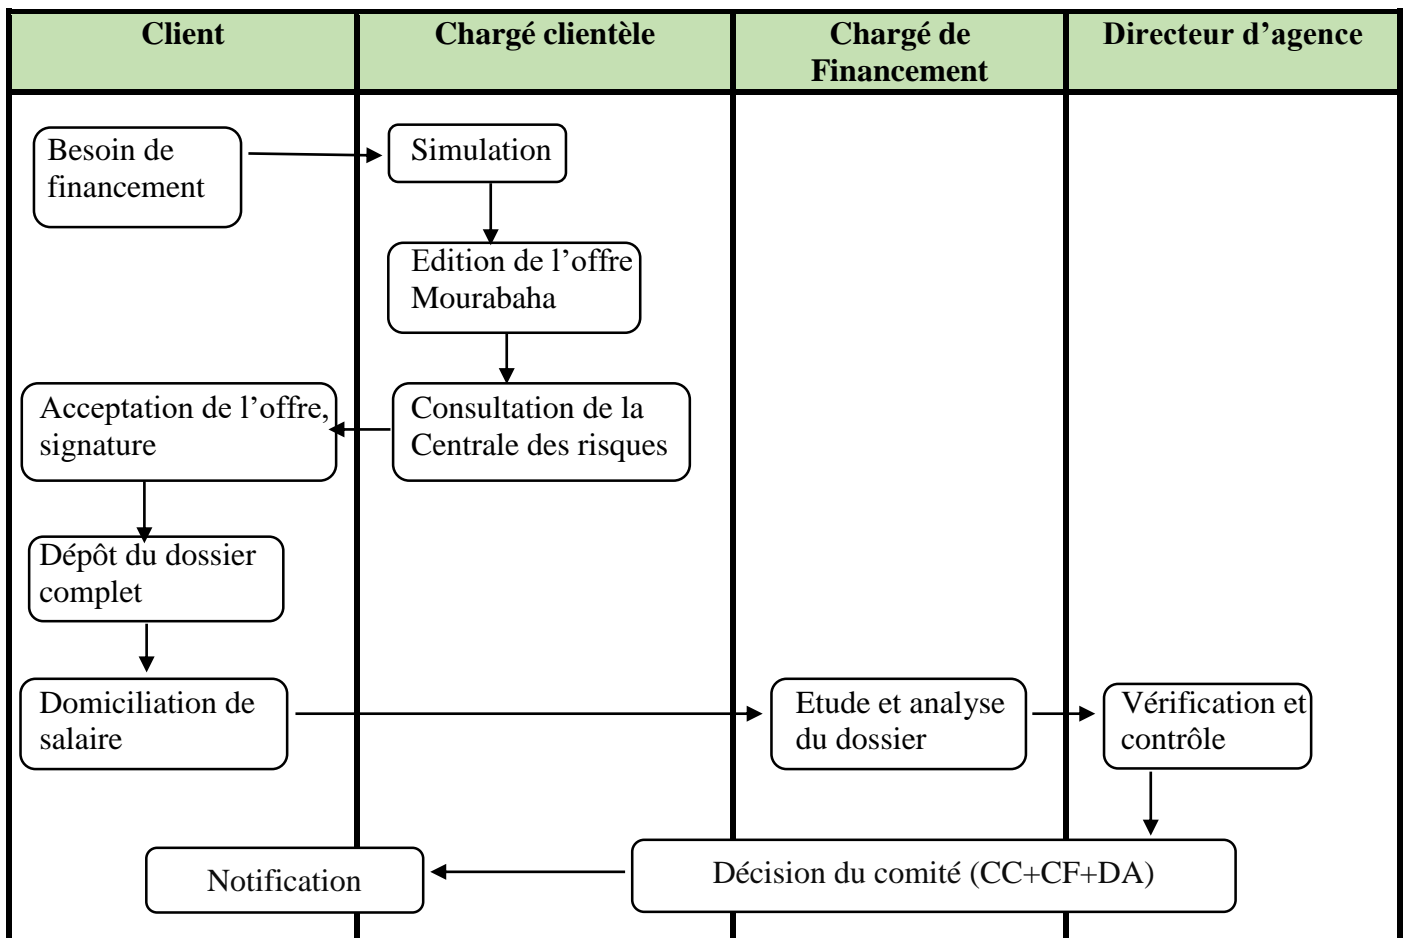 Client
Chargé clientèle
Chargé de
Financement
Directeur d’agence
Besoin de
financement
Simulation
Edition de l’offre
Mourabaha
Acceptation de l’offre,
signature
Consultation de la
Centrale des risques
Dépôt du dossier
complet
Domiciliation de
salaire
Etude et analyse
du dossier
Vérification et
contrôle
Notification
Décision du comité (CC+CF+DA)